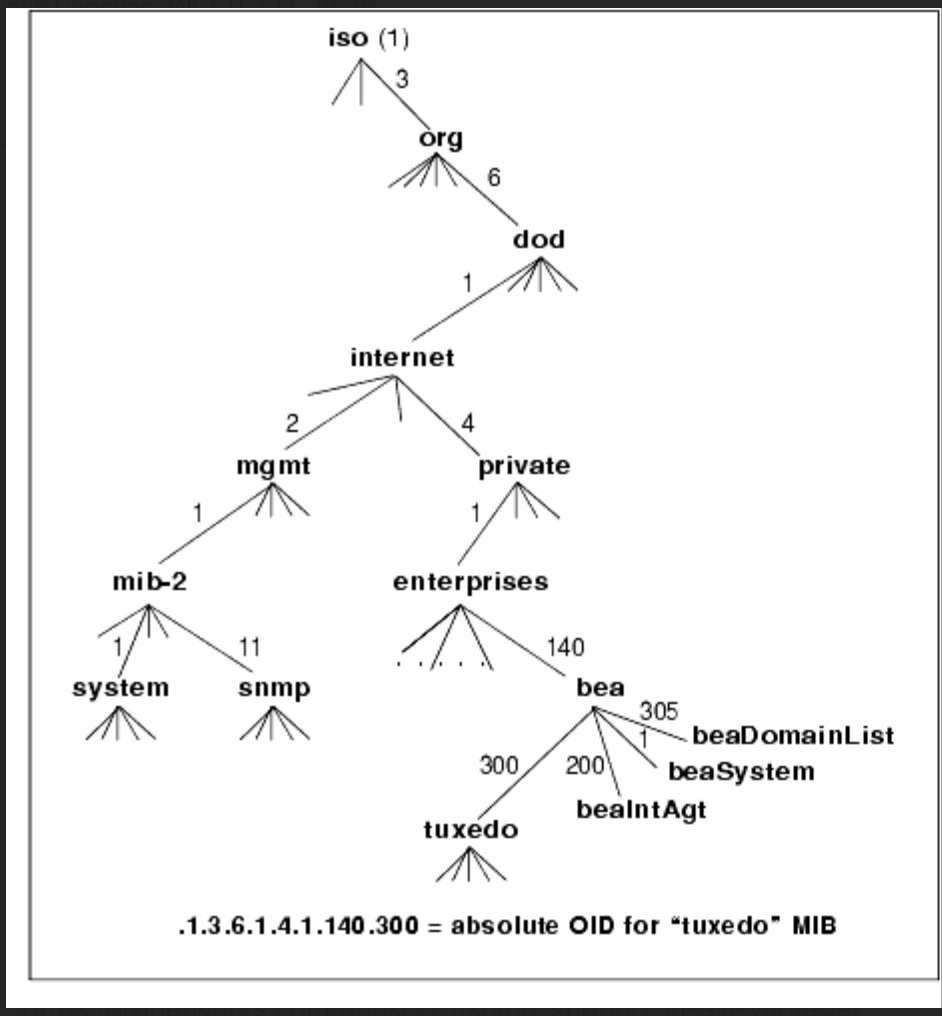 iso (1)
3
org
6
dod
1
internet
2
4
mgmt
private
1
1
mib-2
enterprises
1
11
140
system
snmp
bea
305
beaDomainList
1
beaSystem
300
200
beaIntAgt
tuxedo
.1.3.6.1.4.1.140.300 = absolute OID for “tuxedo” MIB